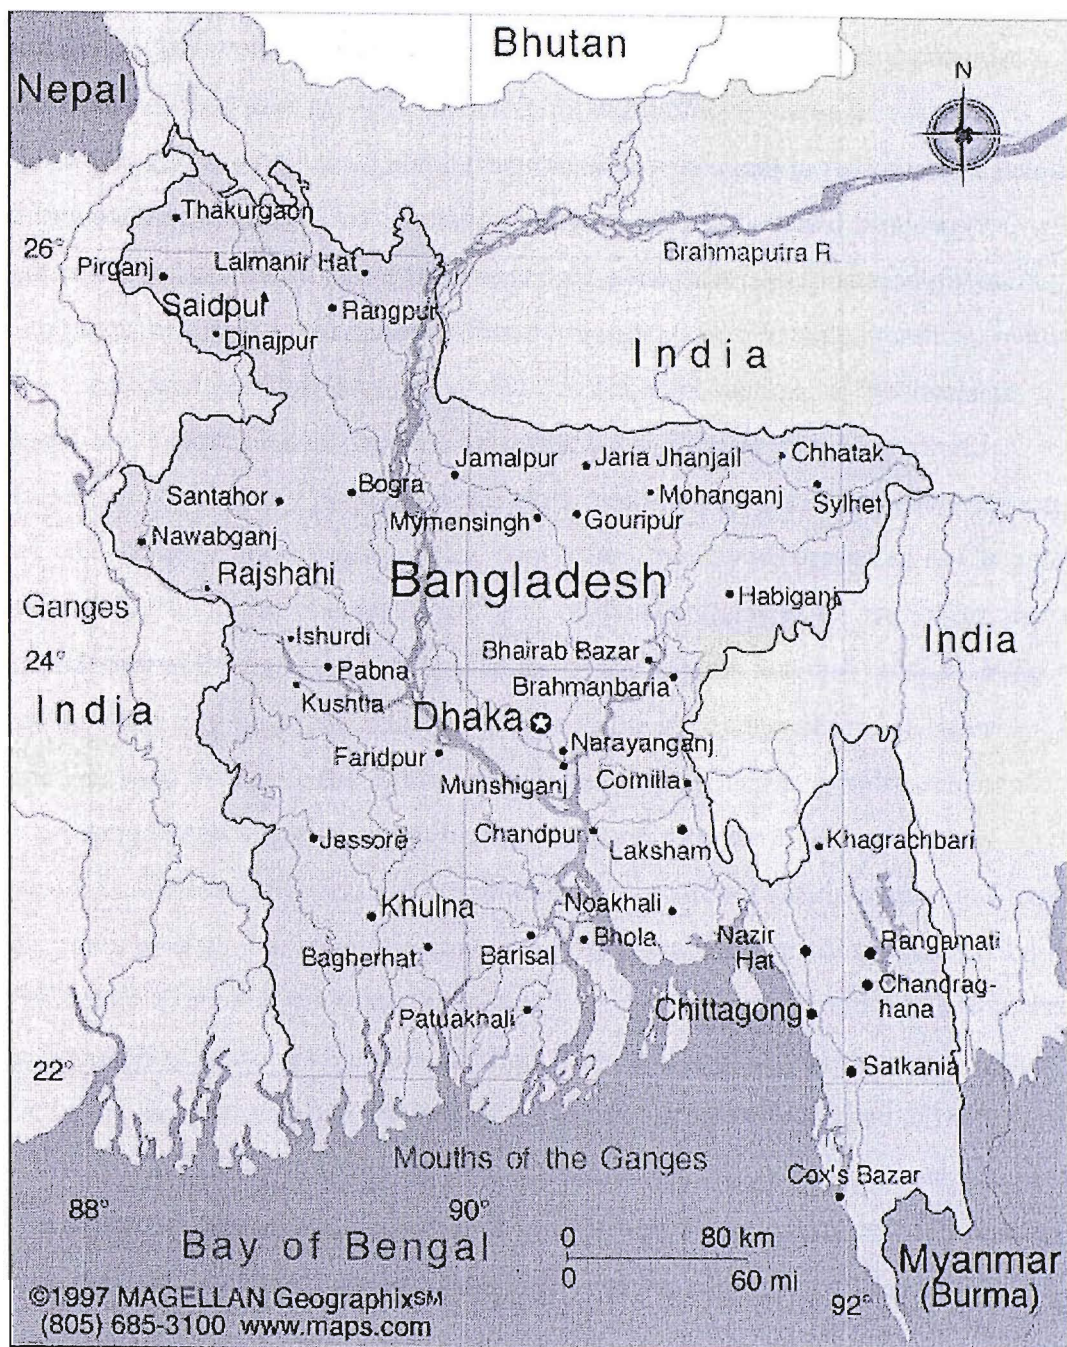 Bhutan
Nepal
N
Thakurgaon
26°
Brahmaputra R.
Pirganj
Lalmanir Hat
Saidpur
Rangpur
Dinajpur
India
Jamalpur
Jaria Jhanjail
Chhatak
Santahor
Bogra
Mohanganj
Sylhet
Mymensingh
Gouripur
Nawabganj
Rajshahi
Bangladesh
Habiganj
Ganges
Ishurdi
India
24°
Pabna
Bhairab Bazar
Brahmanbaria
India
Kushtia
Dhaka
Narayanganj
Faridpur
Munshiganj
Comilla
Jessore
Chandpur
Laksham
Khagrachbari
Khulna
Noakhali
Bagherhat
Barisal
Bhola
Nazir
Hat
Rangamati
Chandrag-
hana
Patuakhali
Chittagong
22°
Satkania
Mouths of the Ganges
Cox's Bazar
88°
90°
Bay of Bengal
0 80 km
0 60 mi
92°
Myanmar
(Burma)
©1997 MAGELLAN Geographix℠
(805) 685-3100 www.maps.com